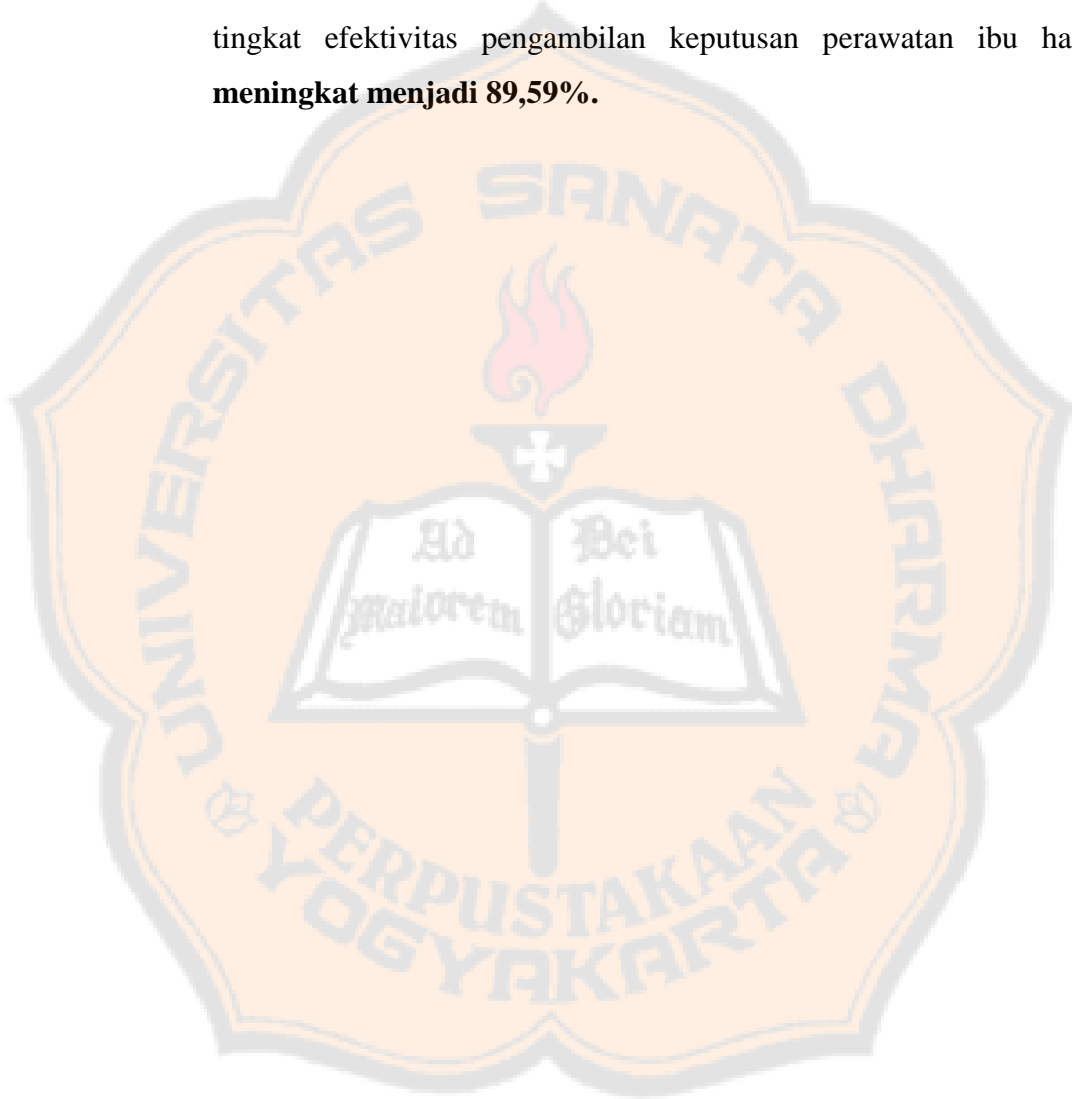 tingkat efektivitas pengambilan keputusan perawatan ibu ha
meningkat menjadi 89,59%.
UNIVERSITAS SANATA DHARMA
Ad Dei
Maiorem Gloriam
PERPUSTAKAAN
YOGYAKARTA